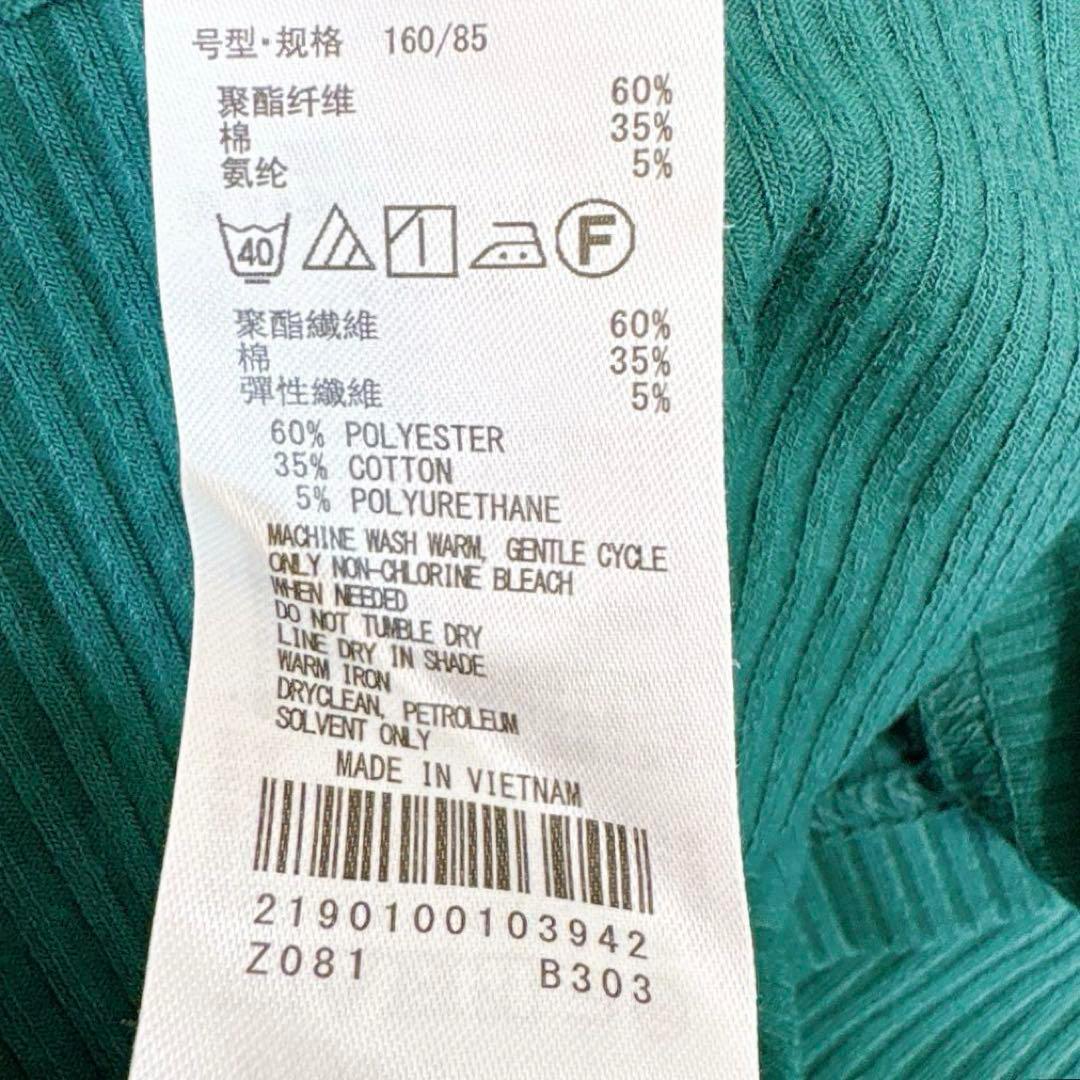 号型·规格 160/85
聚酯纤维 60%
棉 35%
氨纶 5%
40 F
聚酯纖維 60%
棉 35%
彈性纖維 5%
60% POLYESTER
35% COTTON
5% POLYURETHANE
MACHINE WASH WARM, GENTLE CYCLE
ONLY NON-CHLORINE BLEACH
WHEN NEEDED
DO NOT TUMBLE DRY
LINE DRY IN SHADE
WARM IRON
DRYCLEAN, PETROLEUM
SOLVENT ONLY
MADE IN VIETNAM
2190100103942
Z081 B303